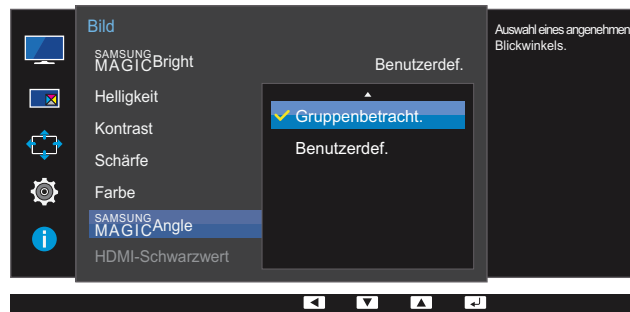 Bild
SAMSUNG MAGICBright Benutzerdef.
Helligkeit
Kontrast
Schärfe
Farbe
SAMSUNG MAGICAngle
HDMI-Schwarzwert
Gruppenbetracht.
Benutzerdef.
Auswahl eines angenehmen
Blickwinkels.